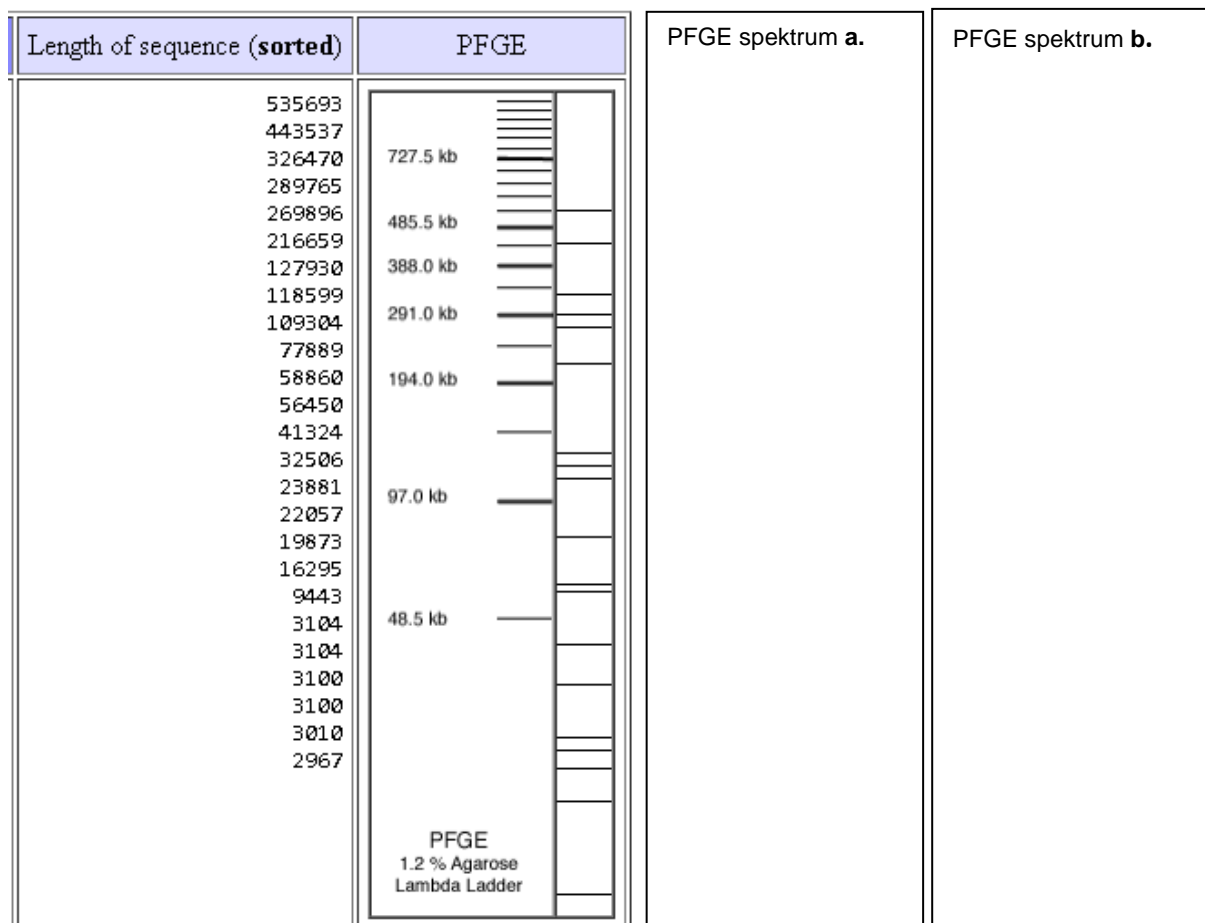 Length of sequence (sorted)
PFGE
PFGE spektrum a.
PFGE spektrum b.
535693
443537
326470
289765
269896
216659
127930
118599
109304
77889
58860
56450
41324
32506
23881
22057
19873
16295
9443
3104
3104
3100
3100
3010
2967
727.5 kb
485.5 kb
388.0 kb
291.0 kb
194.0 kb
97.0 kb
48.5 kb
PFGE
1.2 % Agarose
Lambda Ladder